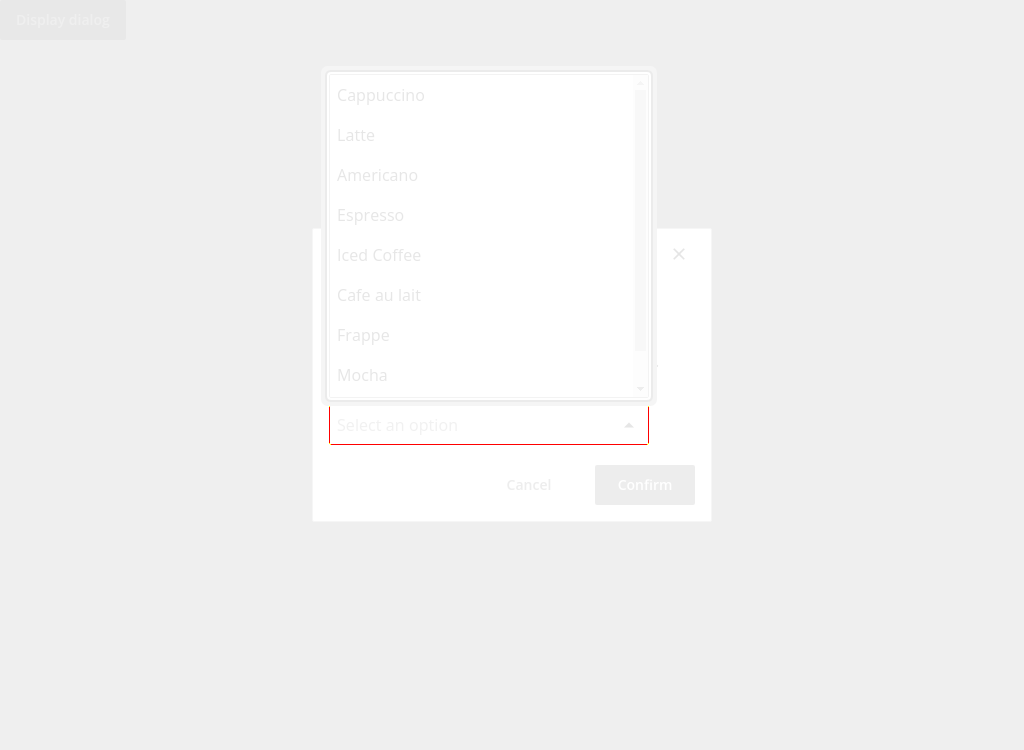 Display dialog
Cappuccino
Latte
Americano
Espresso
Iced Coffee
Cafe au lait
Frappe
Mocha
Select an option
Cancel
Confirm